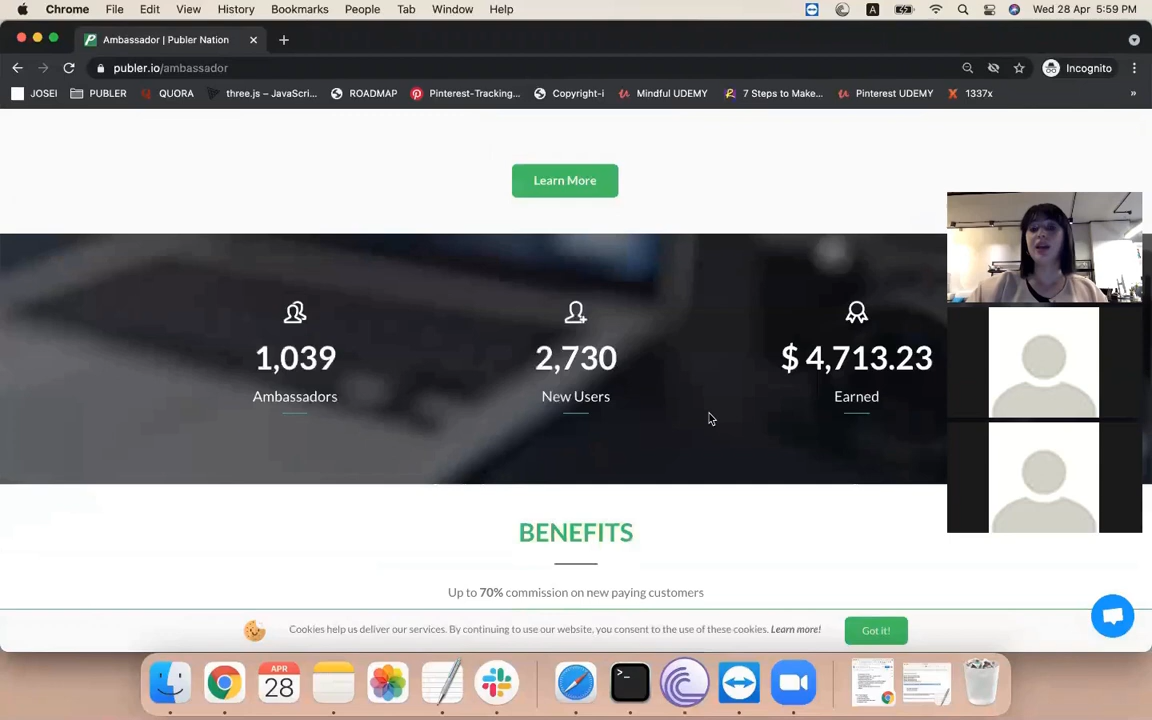 Chrome File Edit View History Bookmarks People Tab Window Help A Wed 28 Apr 5:59 PM
Ambassador | Publer Nation
publer.io/ambassador Incognito
JOSEI PUBLER QUORA three.js – JavaScri... ROADMAP Pinterest-Tracking... Copyright-i Mindful UDEMY 7 Steps to Make... Pinterest UDEMY 1337x »
Learn More
1,039 2,730 $ 4,713.23
Ambassadors New Users Earned
BENEFITS
Up to 70% commission on new paying customers
Cookies help us deliver our services. By continuing to use our website, you consent to the use of these cookies. Learn more! Got it!
APR
28